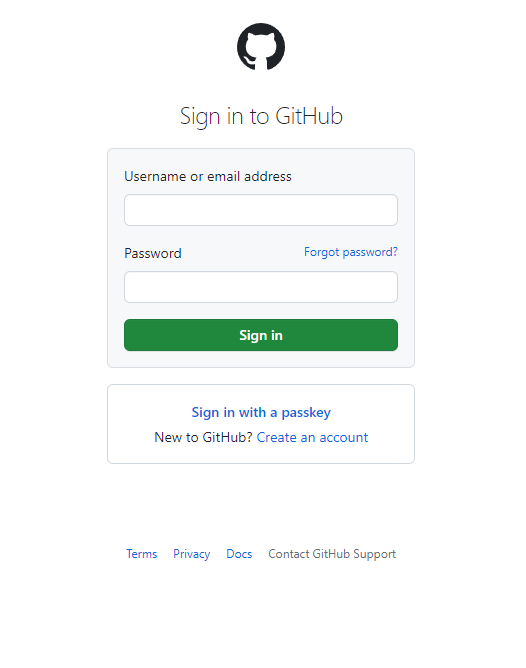 Sign in to GitHub
Username or email address
Password Forgot password?
Sign in
Sign in with a passkey
New to GitHub? Create an account
Terms Privacy Docs Contact GitHub Support